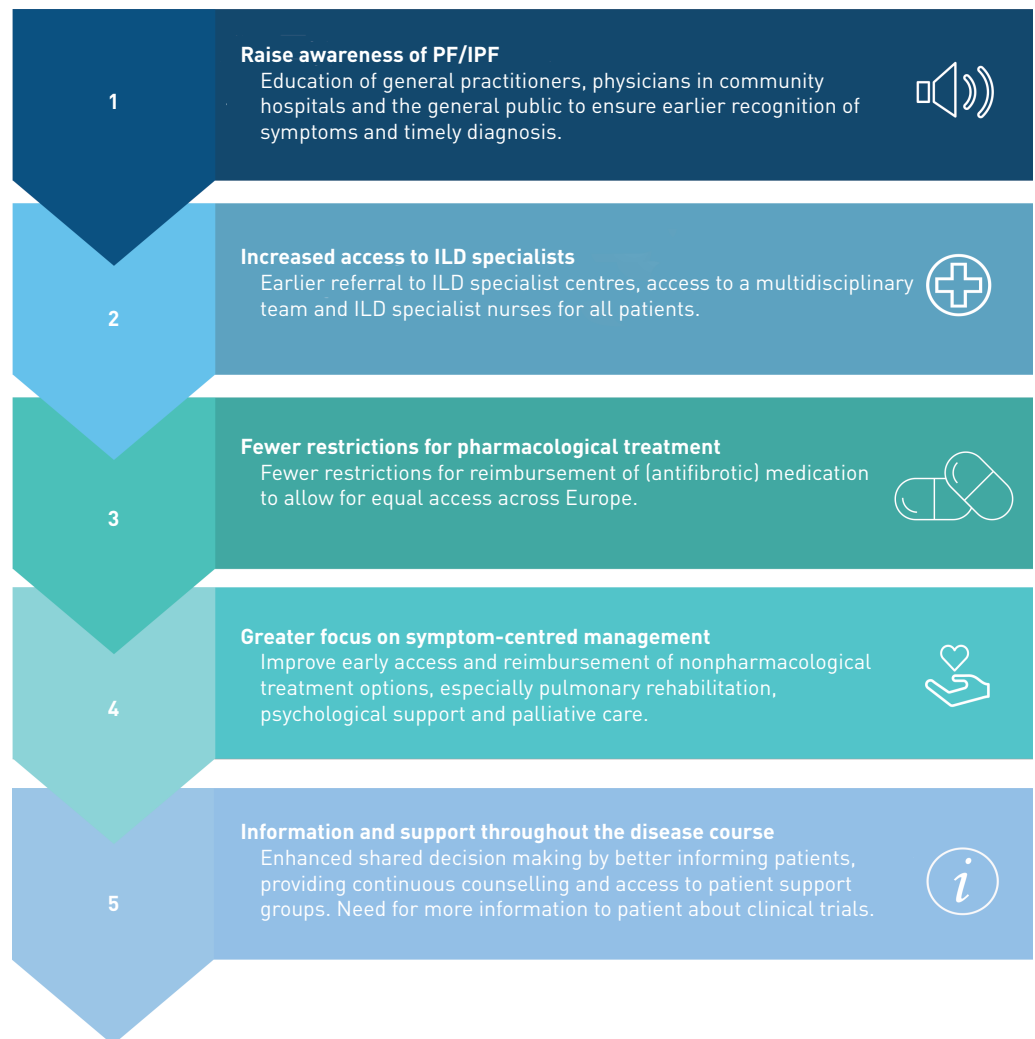 1
Raise awareness of PF/IPF
Education of general practitioners, physicians in community
hospitals and the general public to ensure earlier recognition of
symptoms and timely diagnosis.
2
Increased access to ILD specialists
Earlier referral to ILD specialist centres, access to a multidisciplinary
team and ILD specialist nurses for all patients.
3
Fewer restrictions for pharmacological treatment
Fewer restrictions for reimbursement of (antifibrotic) medication
to allow for equal access across Europe.
4
Greater focus on symptom-centred management
Improve early access and reimbursement of nonpharmacological
treatment options, especially pulmonary rehabilitation,
psychological support and palliative care.
5
Information and support throughout the disease course
Enhanced shared decision making by better informing patients,
providing continuous counselling and access to patient support
groups. Need for more information to patient about clinical trials.
i